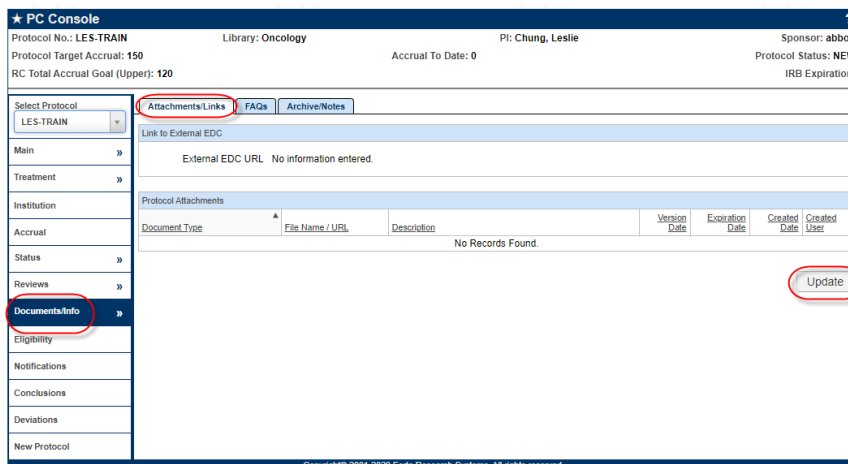 ★ PC Console
Protocol No.: LES-TRAIN Library: Oncology PI: Chung, Leslie Sponsor: abbo
Protocol Target Accrual: 150 Accrual To Date: 0 Protocol Status: NE
RC Total Accrual Goal (Upper): 120 IRB Expiration
Select Protocol
LES-TRAIN
Main »
Treatment »
Institution
Accrual
Status »
Reviews »
Documents/Info »
Eligibility
Notifications
Conclusions
Deviations
New Protocol
Attachments/Links FAQs Archive/Notes
Link to External EDC
External EDC URL No information entered.
Protocol Attachments
Document Type File Name / URL Description Version Date Expiration Date Created Date Created User
No Records Found.
Update